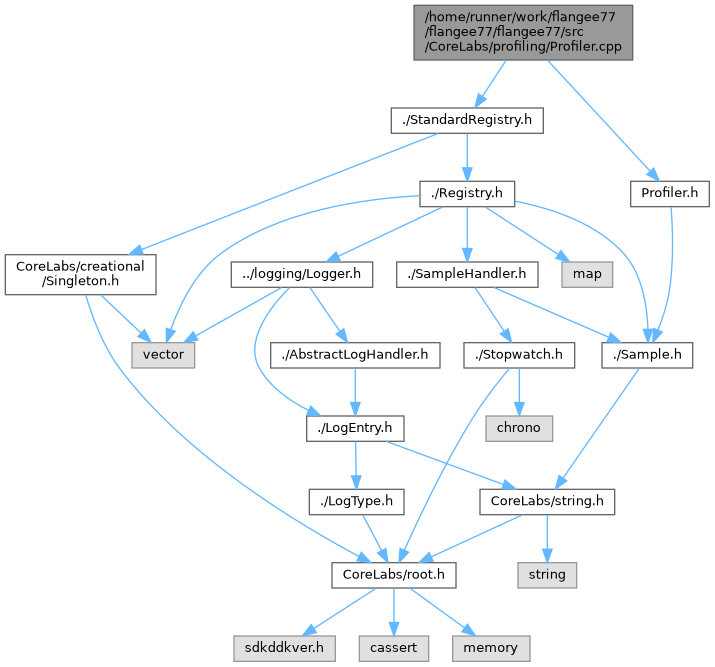 /home/runner/work/flangee77
/flangee77/flangee77/src
/CoreLabs/profiling/Profiler.cpp
./StandardRegistry.h
./Registry.h
Profiler.h
CoreLabs/creational
/Singleton.h
../logging/Logger.h
./SampleHandler.h
map
vector
./AbstractLogHandler.h
./Stopwatch.h
./Sample.h
./LogEntry.h
chrono
./LogType.h
CoreLabs/string.h
CoreLabs/root.h
string
sdkddkver.h
cassert
memory